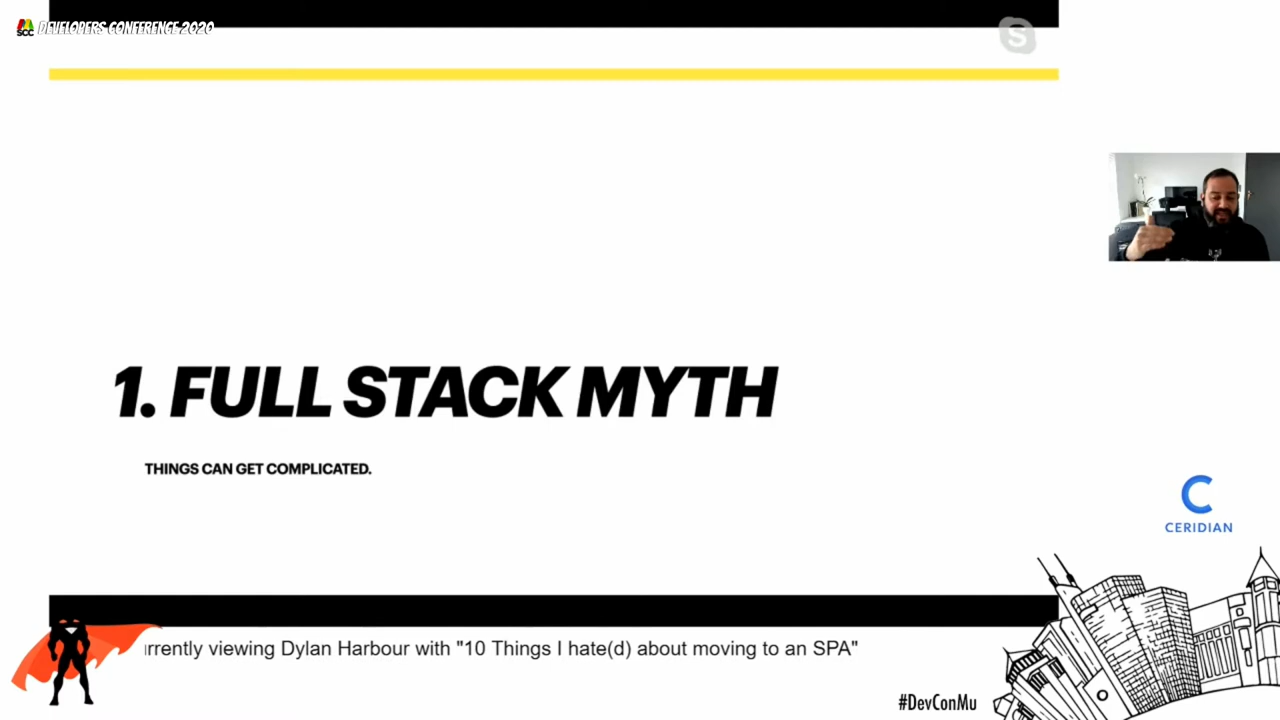 SCC DEVELOPERS CONFERENCE 2020
S
1. FULL STACK MYTH
THINGS CAN GET COMPLICATED.
C
CERIDIAN
rrently viewing Dylan Harbour with "10 Things I hate(d) about moving to an SPA"
#DevConMu